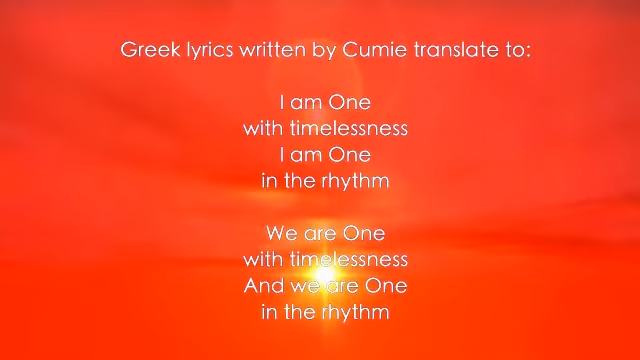 Greek lyrics written by Cumie translate to:
I am One
with timelessness
I am One
in the rhythm
We are One
with timelessness
And we are One
in the rhythm